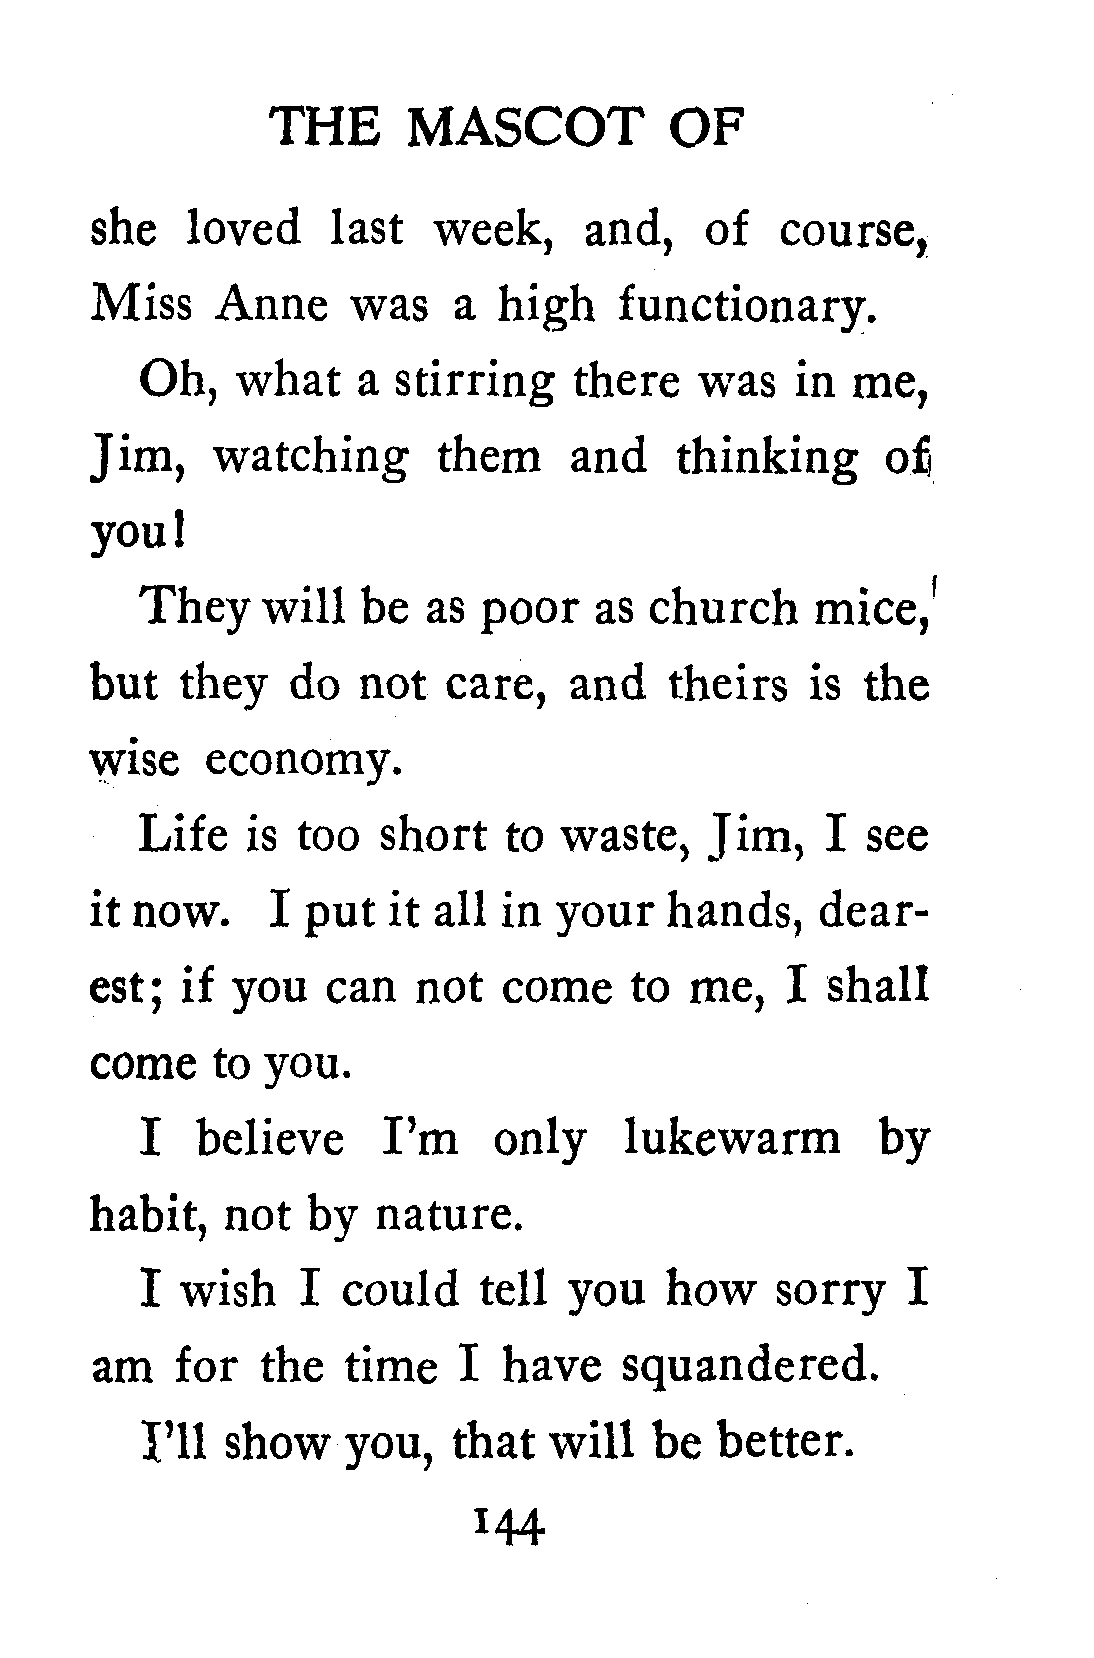 THE MASCOT OF
she loved last week, and, of course,
Miss Anne was a high functionary.
Oh, what a stirring there was in me,
Jim, watching them and thinking of
you!
They will be as poor as church mice,
but they do not care, and theirs is the
wise economy.
Life is too short to waste, Jim, I see
it now. I put it all in your hands, dear-
est; if you can not come to me, I shall
come to you.
I believe I'm only lukewarm by
habit, not by nature.
I wish I could tell you how sorry I
am for the time I have squandered.
I'll show you, that will be better.
144